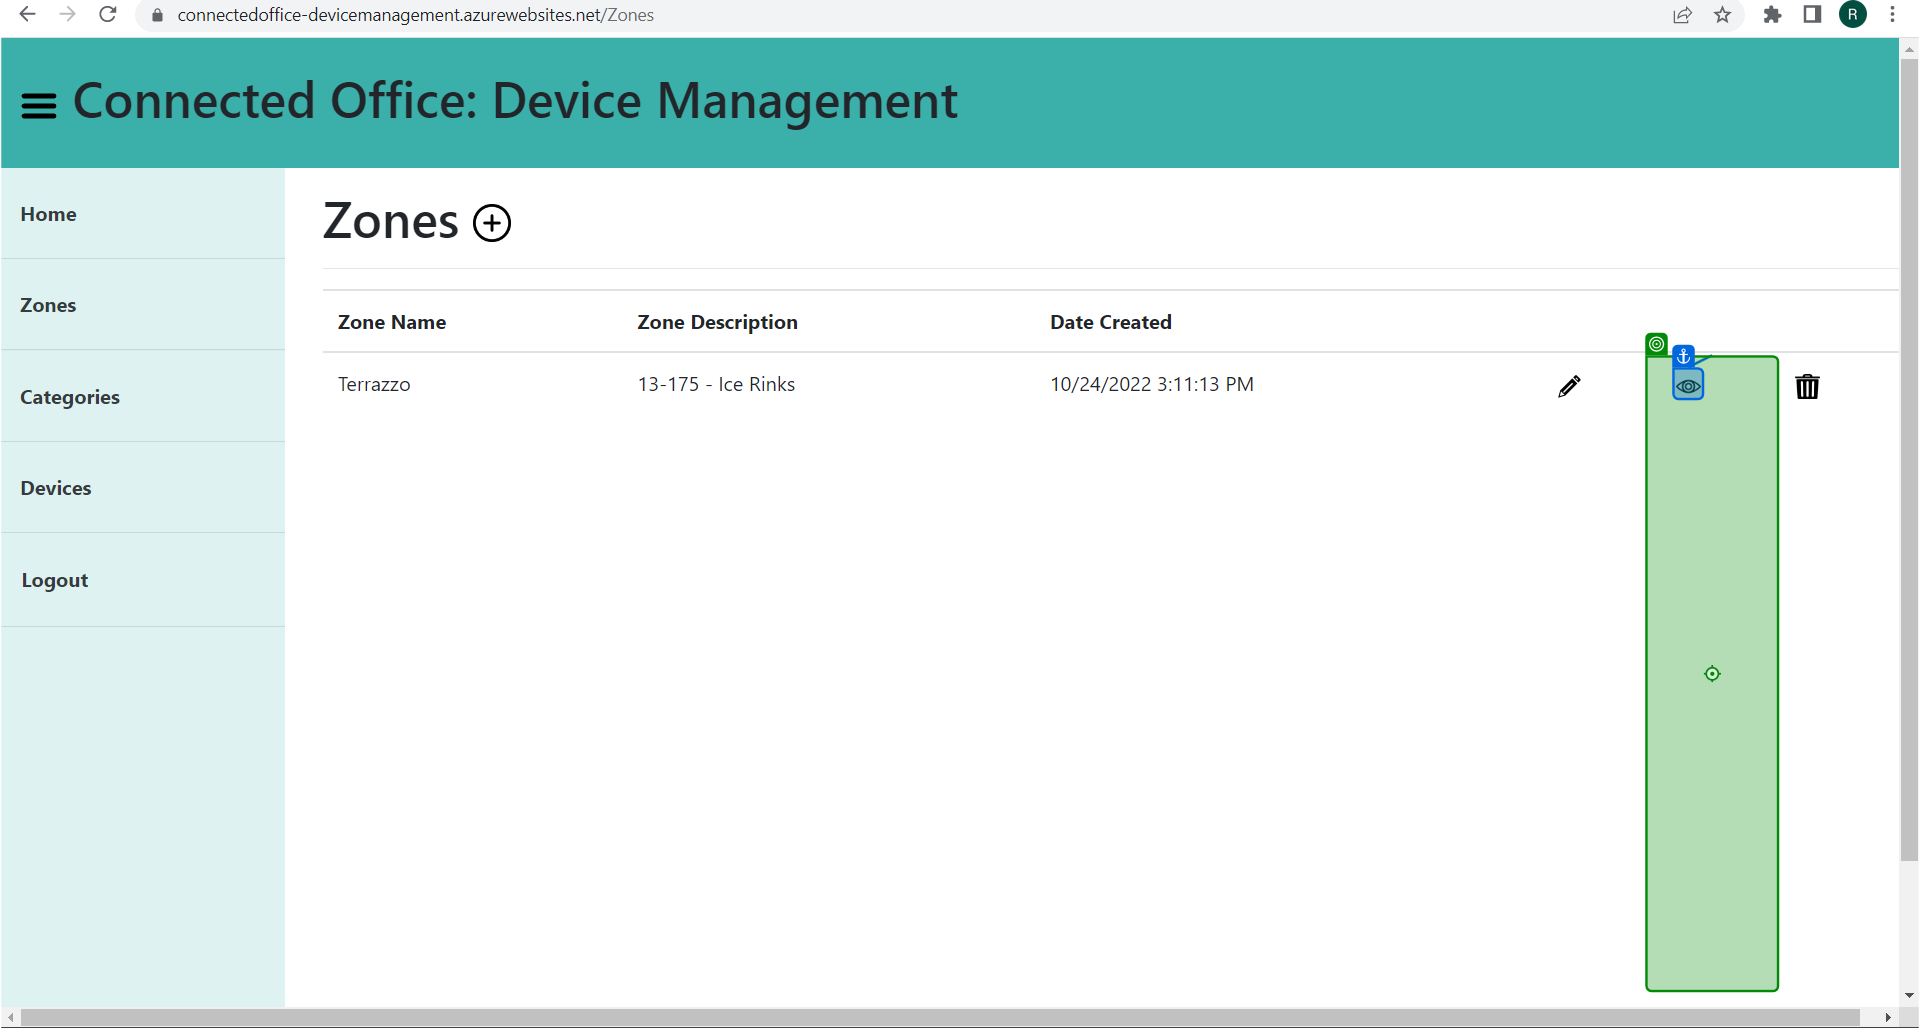 connectedoffice-devicemanagement.azurewebsites.net/Zones
R
Connected Office: Device Management
Home
Zones
Categories
Devices
Logout
Zones
Zone Name Zone Description Date Created
Terrazzo 13-175 - Ice Rinks 10/24/2022 3:11:13 PM